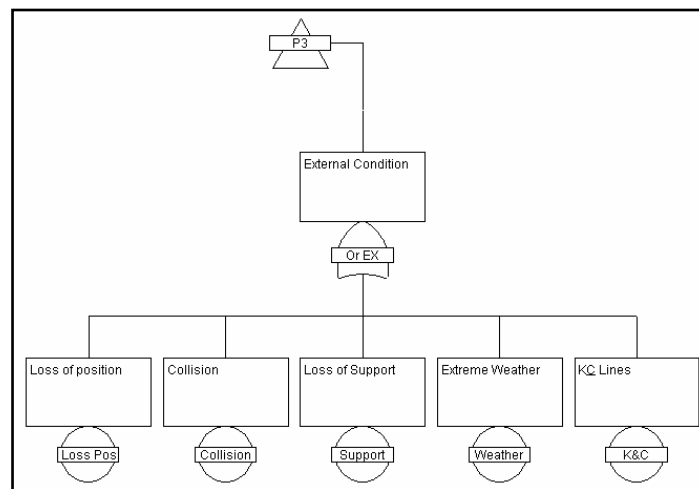 P3
External Condition
Or EX
Loss of position
Collision
Loss of Support
Extreme Weather
KC Lines
Loss Pos
Collision
Support
Weather
K&C